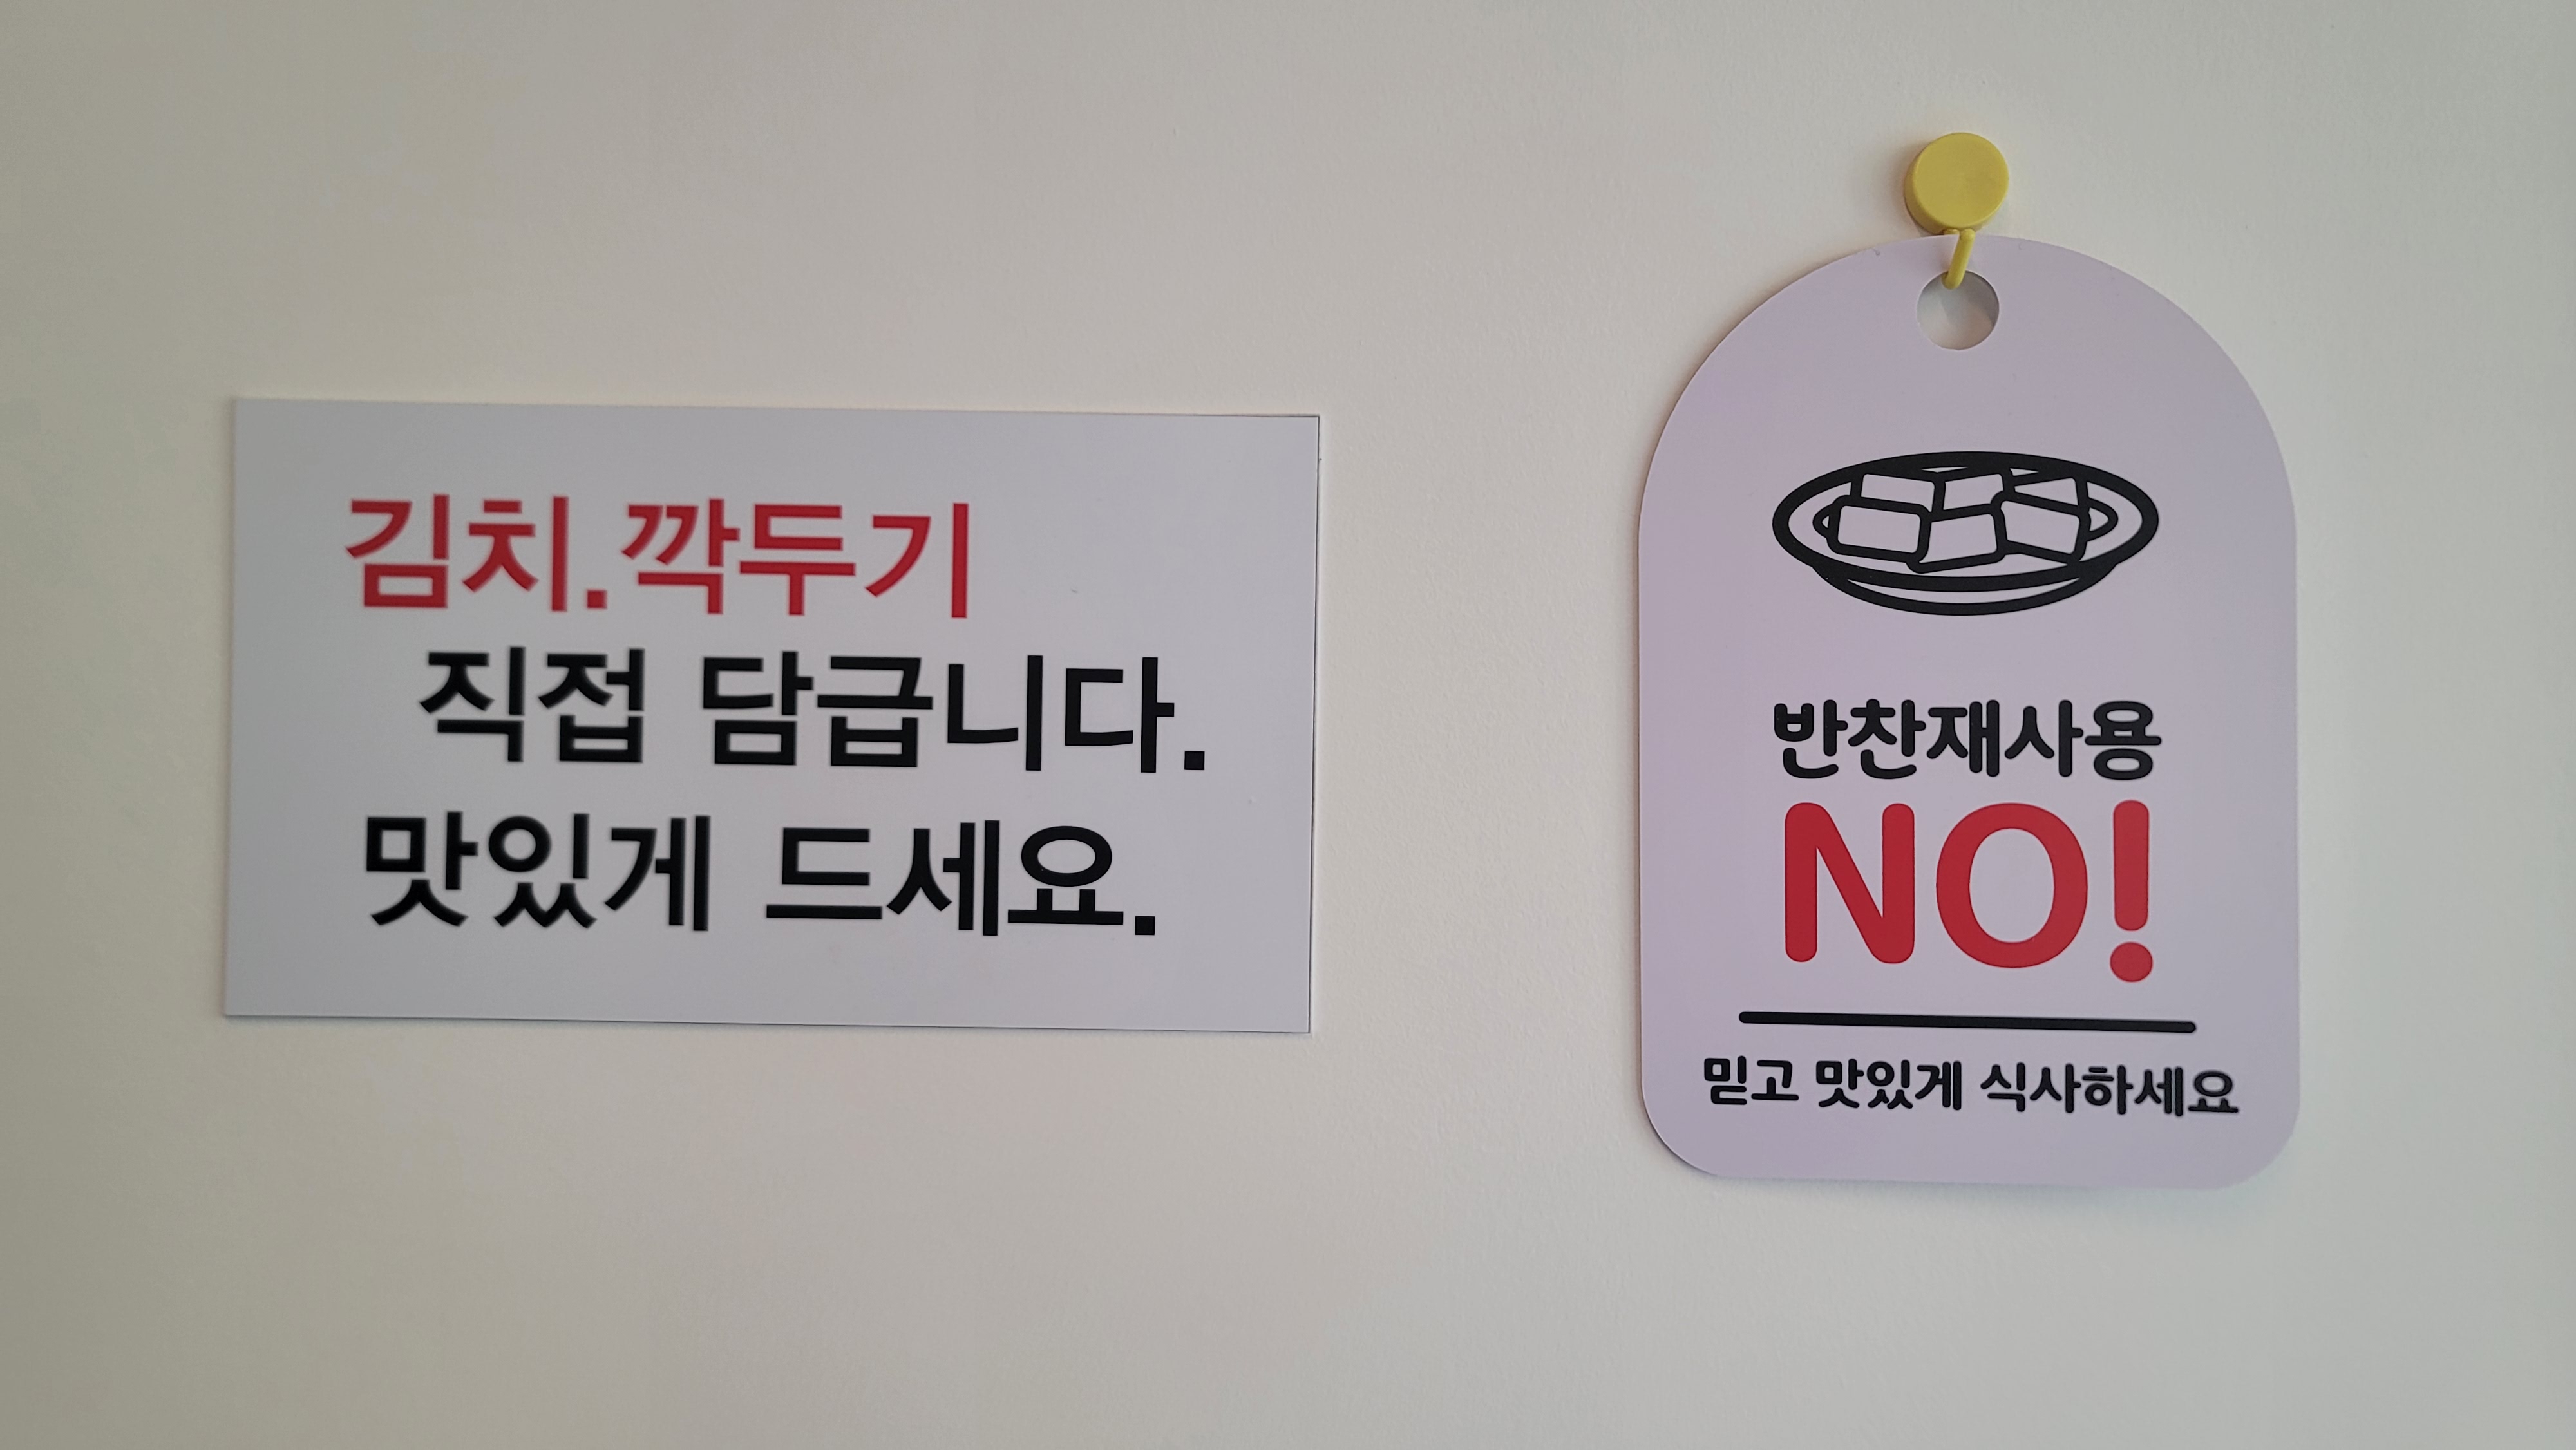 김치.깍두기
직접 담급니다.
맛있게 드세요.
반찬재사용
NO!
믿고 맛있게 식사하세요